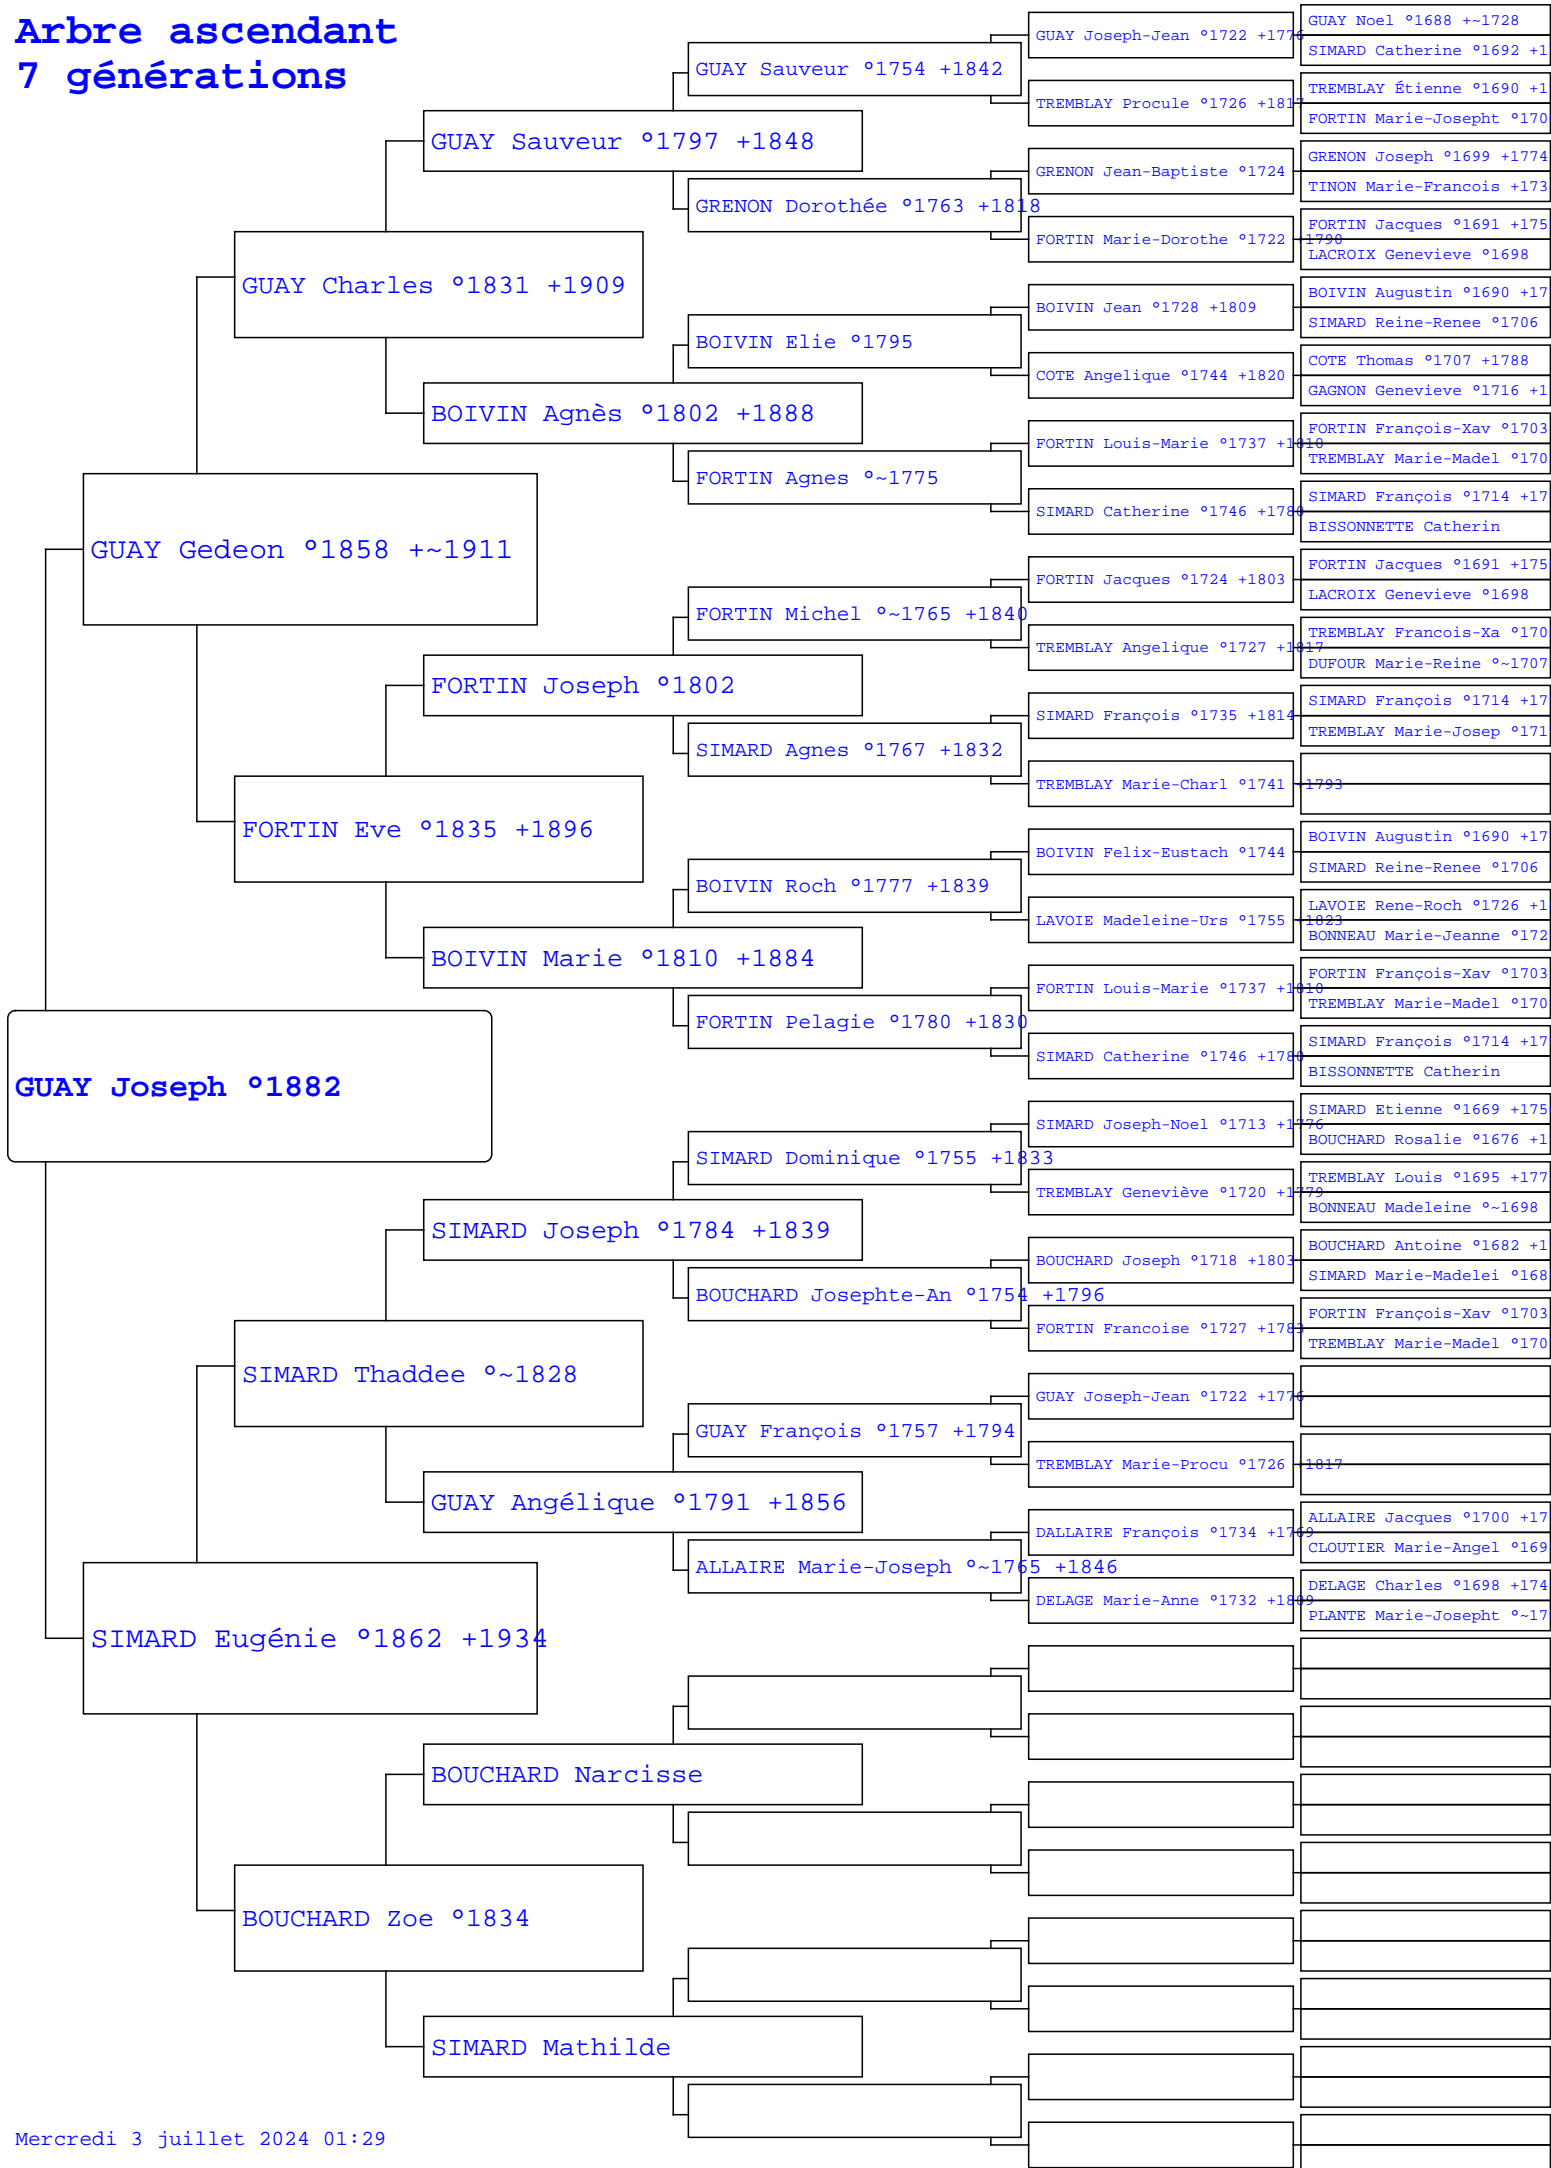 Arbre ascendant
7 générations
GUAY Joseph °1882
GUAY Gedeon °1858 +~1911
SIMARD Eugénie °1862 +1934
GUAY Charles °1831 +1909
FORTIN Eve °1835 +1896
SIMARD Thaddee °~1828
BOUCHARD Zoe °1834
GUAY Sauveur °1797 +1848
BOIVIN Agnès °1802 +1888
FORTIN Joseph °1802
BOIVIN Marie °1810 +1884
SIMARD Joseph °1784 +1839
GUAY Angélique °1791 +1856
BOUCHARD Narcisse
SIMARD Mathilde
GUAY Sauveur °1754 +1842
GRENON Dorothée °1763 +1818
BOIVIN Elie °1795
FORTIN Agnes °~1775
FORTIN Michel °~1765 +1840
SIMARD Agnes °1767 +1832
BOIVIN Roch °1777 +1839
FORTIN Pelagie °1780 +1830
SIMARD Dominique °1755 +1833
BOUCHARD Josephte-An °1754 +1796
GUAY François °1757 +1794
ALLAIRE Marie-Joseph °~1765 +1846
GUAY Joseph-Jean °1722 +1776
TREMBLAY Procule °1726 +1817
GRENON Jean-Baptiste °1724
FORTIN Marie-Dorothe °1722 +1790
BOIVIN Jean °1728 +1809
COTE Angelique °1744 +1820
FORTIN Louis-Marie °1737 +1810
SIMARD Catherine °1746 +1780
FORTIN Jacques °1724 +1803
TREMBLAY Angelique °1727 +1817
SIMARD François °1735 +1814
TREMBLAY Marie-Charl °1741 +1793
BOIVIN Felix-Eustach °1744
LAVOIE Madeleine-Urs °1755 +1823
FORTIN Louis-Marie °1737 +1810
SIMARD Catherine °1746 +1780
SIMARD Joseph-Noel °1713 +1776
TREMBLAY Geneviève °1720 +1779
BOUCHARD Joseph °1718 +1803
FORTIN Francoise °1727 +1783
GUAY Joseph-Jean °1722 +1776
TREMBLAY Marie-Procu °1726 +1817
DALLAIRE François °1734 +1769
DELAGE Marie-Anne °1732 +1809
GUAY Noel °1688 +~1728
SIMARD Catherine °1692 +1
TREMBLAY Étienne °1690 +1
FORTIN Marie-Josepht °170
GRENON Joseph °1699 +1774
TINON Marie-Francois +173
FORTIN Jacques °1691 +175
LACROIX Genevieve °1698
BOIVIN Augustin °1690 +17
SIMARD Reine-Renee °1706
COTE Thomas °1707 +1788
GAGNON Genevieve °1716 +1
FORTIN François-Xav °1703
TREMBLAY Marie-Madel °170
SIMARD François °1714 +17
BISSONNETTE Catherin
FORTIN Jacques °1691 +175
LACROIX Genevieve °1698
TREMBLAY Francois-Xa °170
DUFOUR Marie-Reine °~1707
SIMARD François °1714 +17
TREMBLAY Marie-Josep °171
BOIVIN Augustin °1690 +17
SIMARD Reine-Renee °1706
LAVOIE Rene-Roch °1726 +1
BONNEAU Marie-Jeanne °172
FORTIN François-Xav °1703
TREMBLAY Marie-Madel °170
SIMARD François °1714 +17
BISSONNETTE Catherin
SIMARD Etienne °1669 +175
BOUCHARD Rosalie °1676 +1
TREMBLAY Louis °1695 +177
BONNEAU Madeleine °~1698
BOUCHARD Antoine °1682 +1
SIMARD Marie-Madelei °168
FORTIN François-Xav °1703
TREMBLAY Marie-Madel °170
ALLAIRE Jacques °1700 +17
CLOUTIER Marie-Angel °169
DELAGE Charles °1698 +174
PLANTE Marie-Josepht °~17
Mercredi 3 juillet 2024 01:29